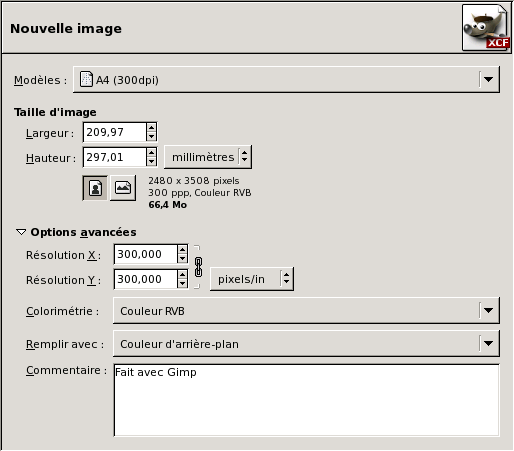 Nouvelle image
XCF
Modèles : A4 (300dpi)
Taille d'image
Largeur : 209,97
Hauteur : 297,01 millimètres
2480 x 3508 pixels
300 ppp, Couleur RVB
66,4 Mo
Options avancées
Résolution X : 300,000
Résolution Y : 300,000 pixels/in
Colorimétrie : Couleur RVB
Remplir avec : Couleur d'arrière-plan
Commentaire : Fait avec Gimp